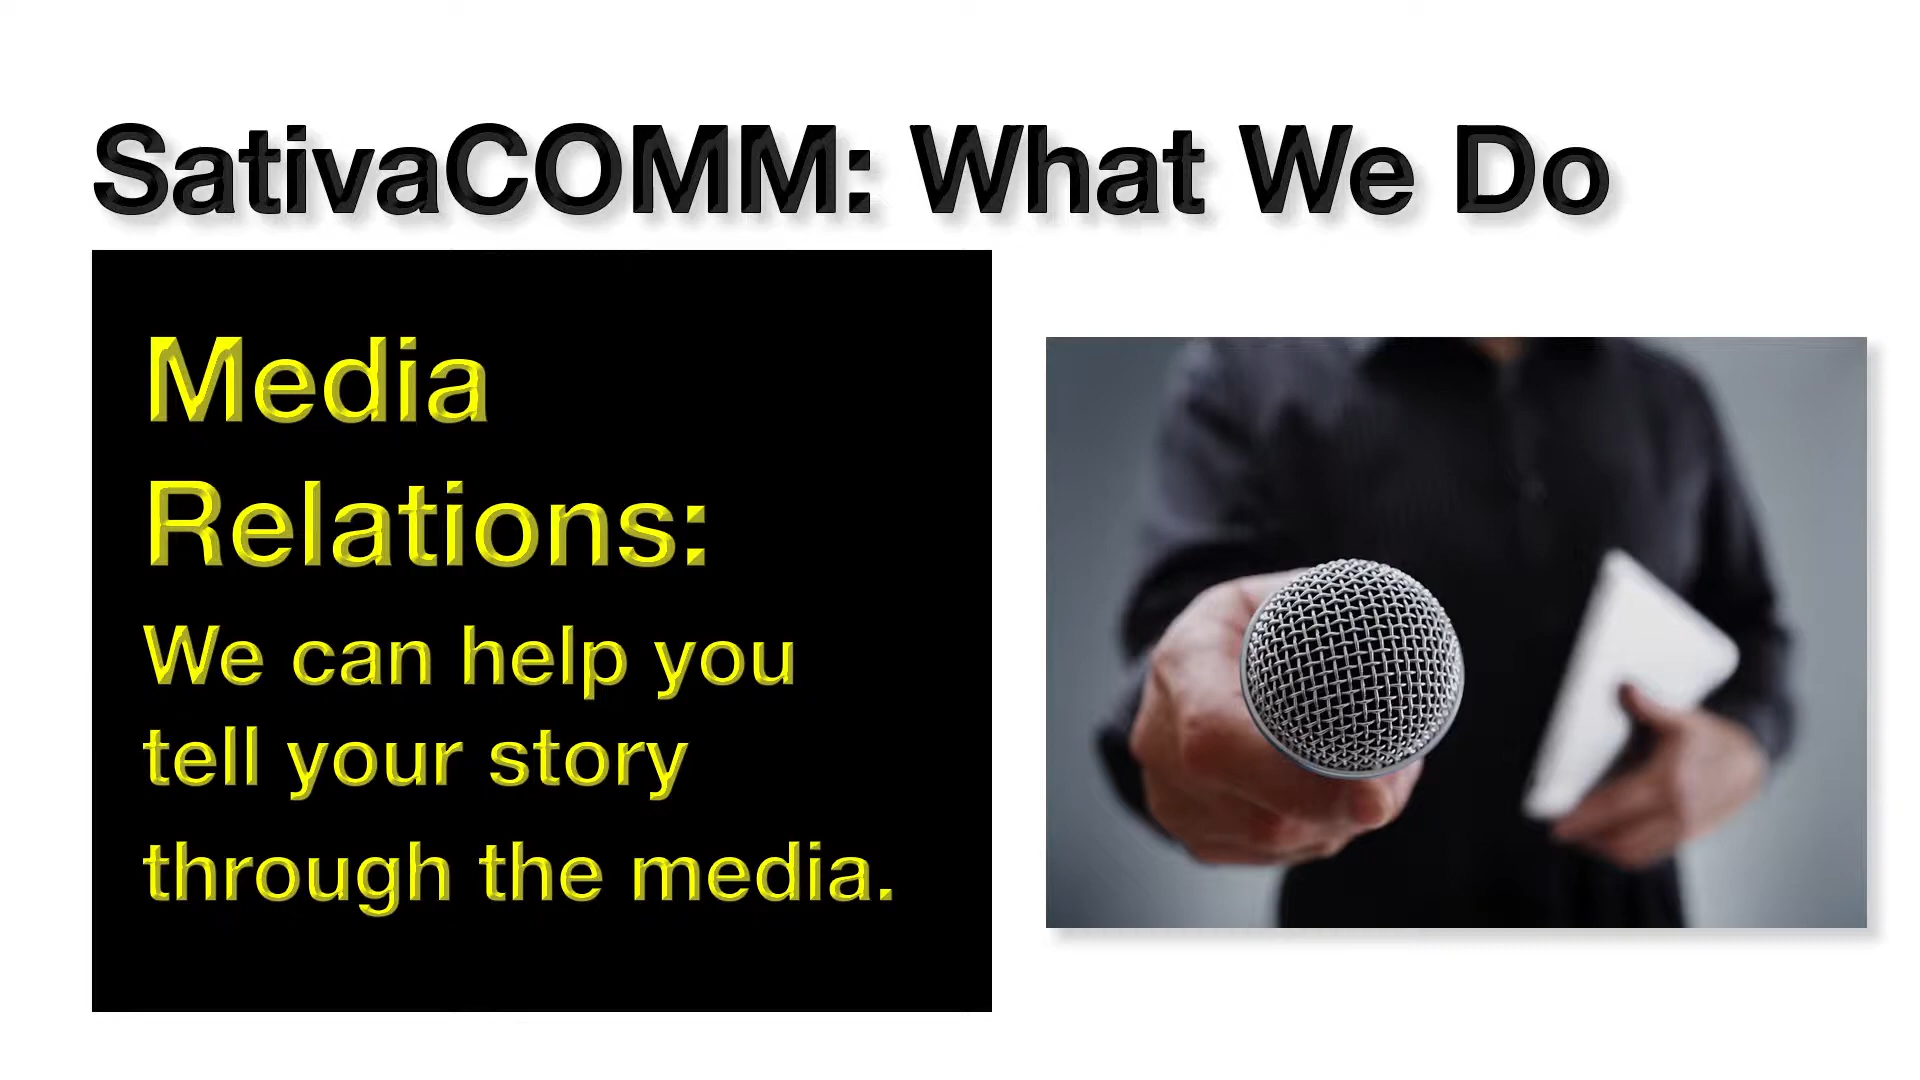 SativaCOMM: What We Do
Media
Relations:
We can help you
tell your story
through the media.